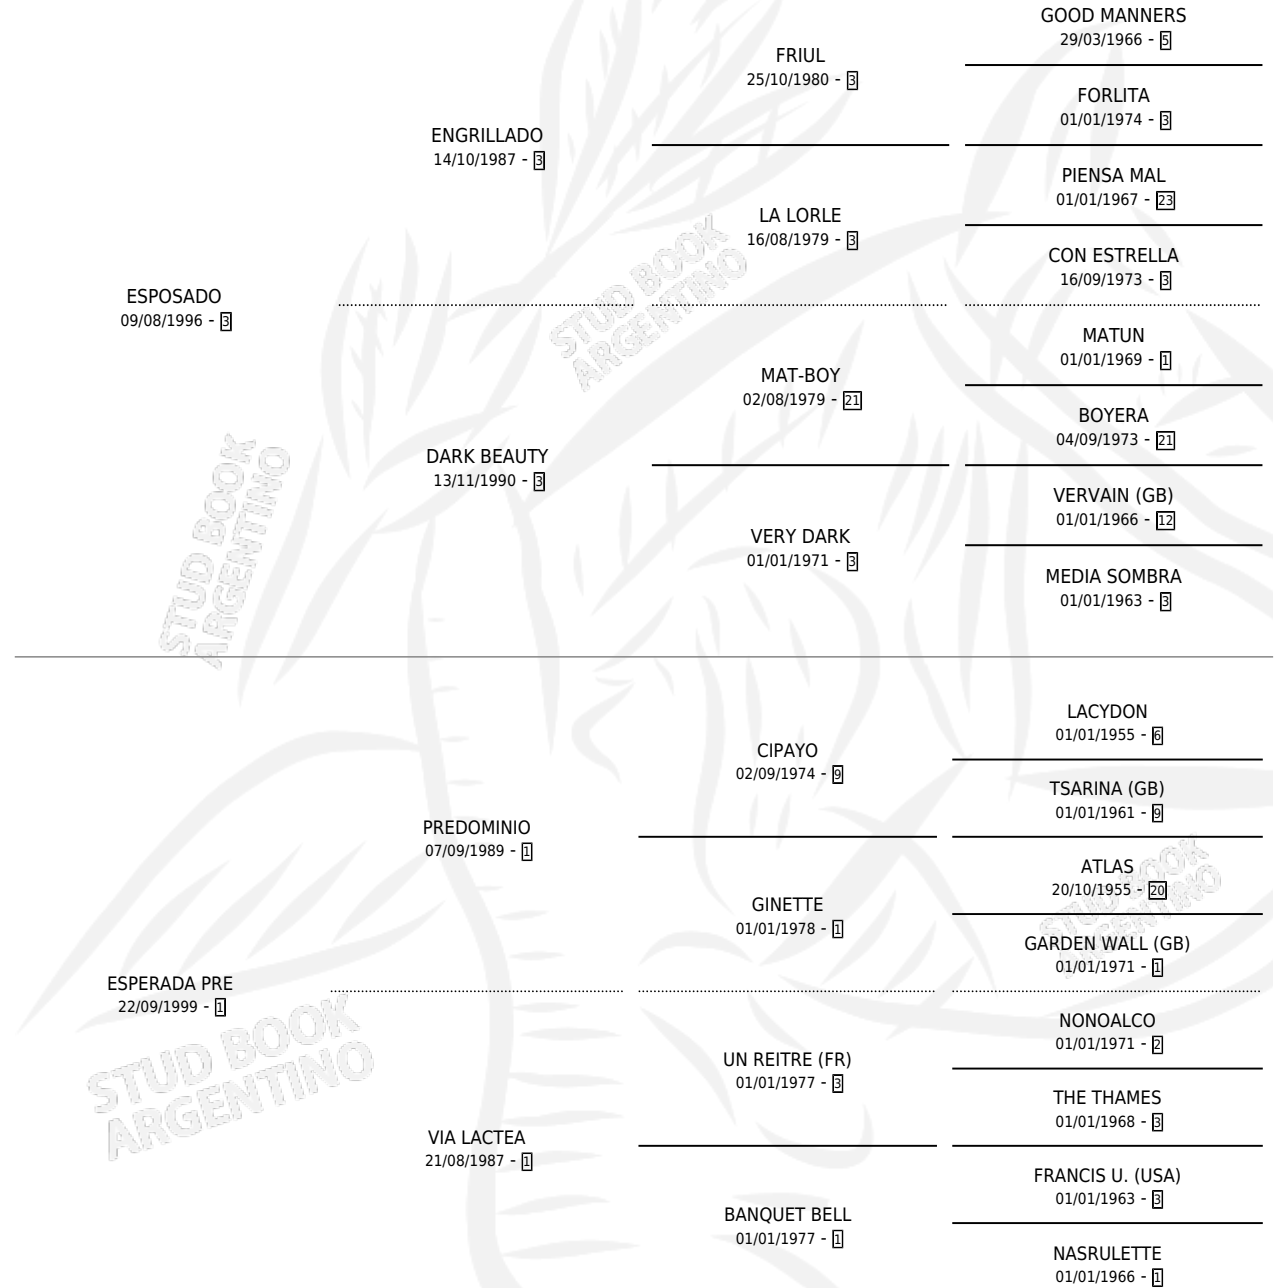 GOOD MANNERS
29/03/1966 - 5
FRIUL
25/10/1980 - 3
FORLITA
01/01/1974 - 3
ENGRILLADO
14/10/1987 - 3
PIENSA MAL
01/01/1967 - 23
LA LORLE
16/08/1979 - 3
CON ESTRELLA
16/09/1973 - 3
ESPOSADO
09/08/1996 - 3
STUD BOOK
ARGENTINO
MATUN
01/01/1969 - 1
MAT-BOY
02/08/1979 - 21
BOYERA
04/09/1973 - 21
DARK BEAUTY
13/11/1990 - 3
VERVAIN (GB)
01/01/1966 - 12
VERY DARK
01/01/1971 - 3
MEDIA SOMBRA
01/01/1963 - 3
STUD BOOK
ARGENTINO
LACYDON
01/01/1955 - 6
CIPAYO
02/09/1974 - 9
TSARINA (GB)
01/01/1961 - 9
PREDOMINIO
07/09/1989 - 1
ATLAS
20/10/1955 - 20
GINETTE
01/01/1978 - 1
GARDEN WALL (GB)
01/01/1971 - 1
STUD BOOK
ARGENTINO
ESPERADA PRE
22/09/1999 - 1
NONOALCO
01/01/1971 - 2
UN REITRE (FR)
01/01/1977 - 3
THE THAMES
01/01/1968 - 3
STUD BOOK
ARGENTINO
VIA LACTEA
21/08/1987 - 1
FRANCIS U. (USA)
01/01/1963 - 3
BANQUET BELL
01/01/1977 - 1
NASRULETTE
01/01/1966 - 1